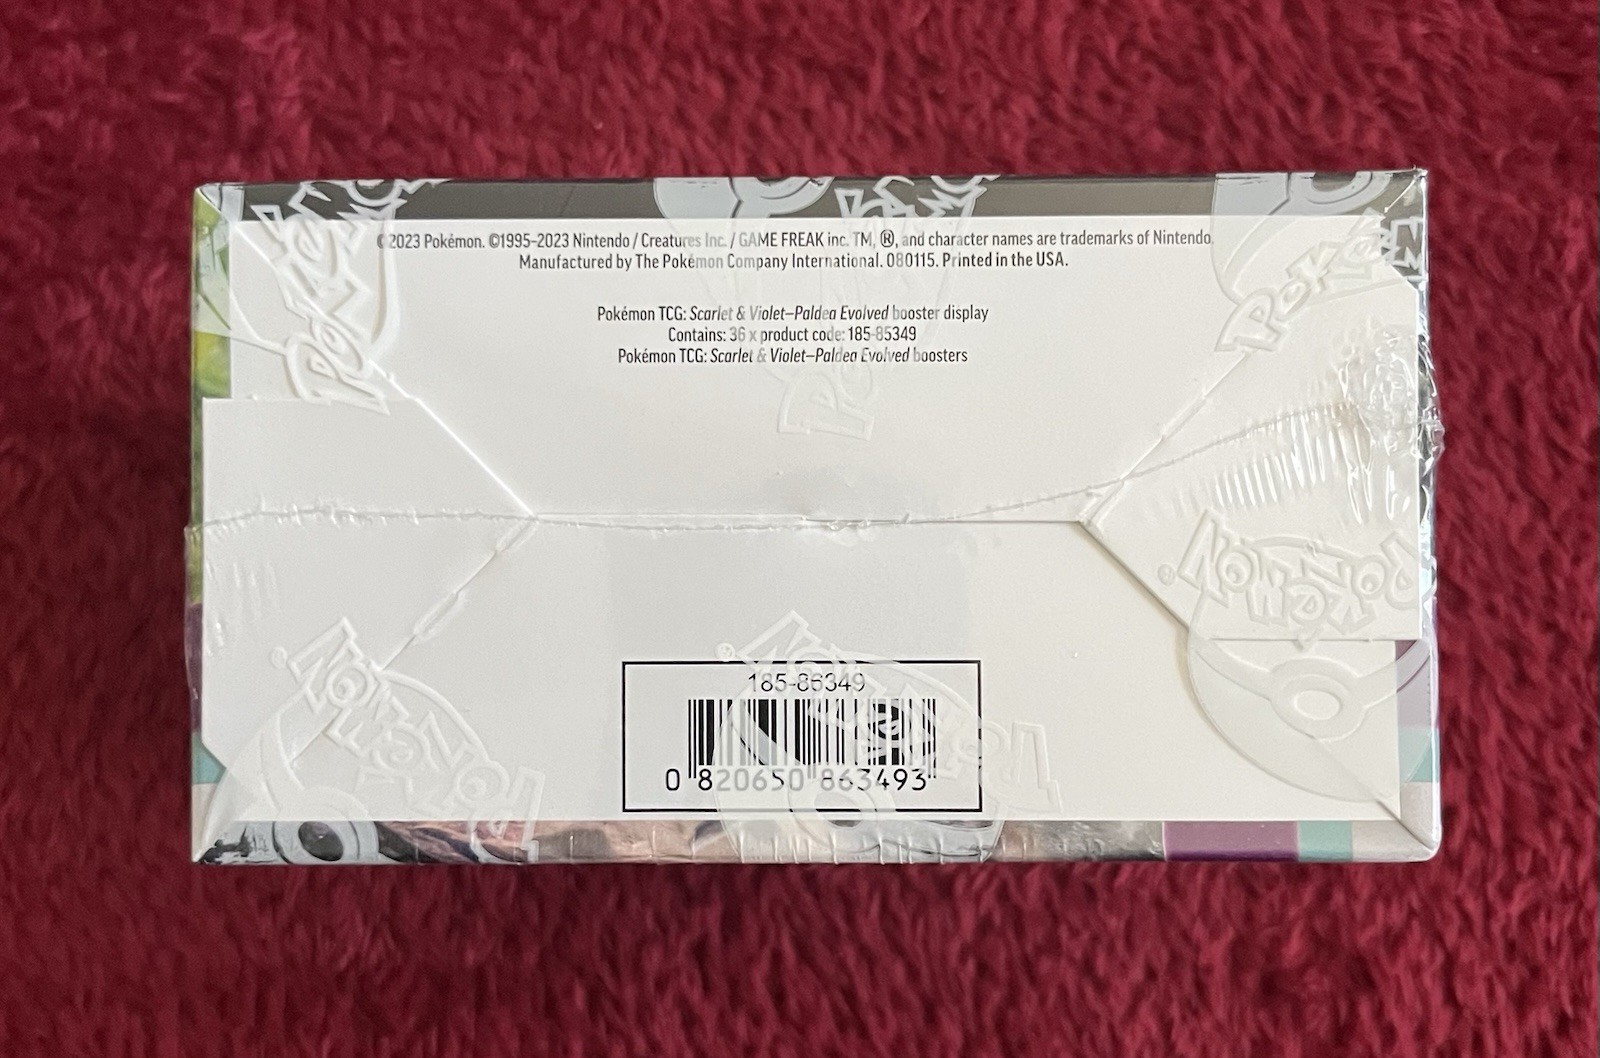 ©2023 Pokémon. ©1995-2023 Nintendo / Creatures Inc. / GAME FREAK inc. TM, ®, and character names are trademarks of Nintendo.
Manufactured by The Pokémon Company International. 080115. Printed in the USA.
Pokémon TCG: Scarlet & Violet–Paldea Evolved booster display
Contains: 36 x product code: 185-85349
Pokémon TCG: Scarlet & Violet–Paldea Evolved boosters
POKéMON
185-86349
0 820650 863493